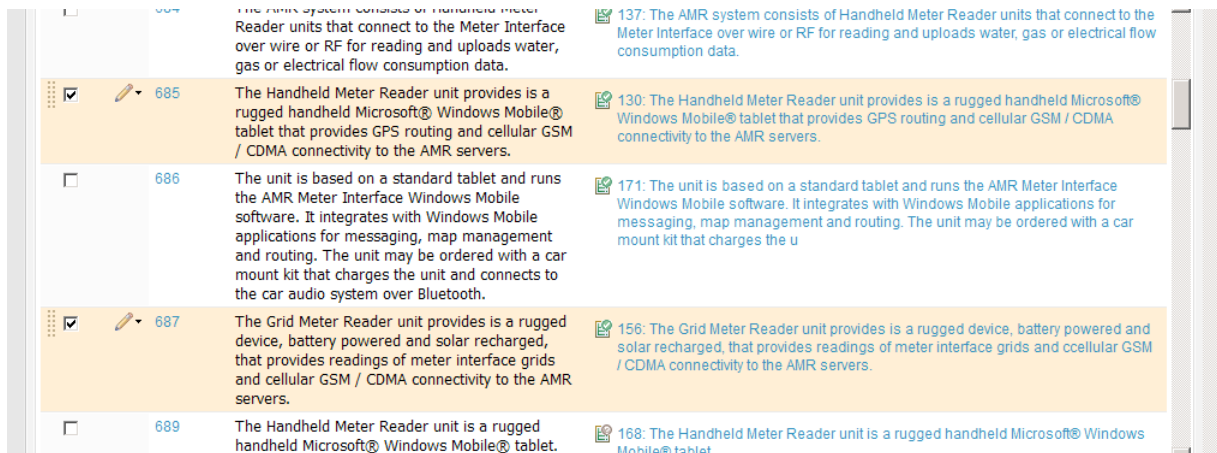 684
The AMR system consists of Handheld Meter
Reader units that connect to the Meter Interface
over wire or RF for reading and uploads water,
gas or electrical flow consumption data.
137: The AMR system consists of Handheld Meter Reader units that connect to the
Meter Interface over wire or RF for reading and uploads water, gas or electrical flow
consumption data.
685
The Handheld Meter Reader unit provides is a
rugged handheld Microsoft® Windows Mobile®
tablet that provides GPS routing and cellular GSM
/ CDMA connectivity to the AMR servers.
130: The Handheld Meter Reader unit provides is a rugged handheld Microsoft®
Windows Mobile® tablet that provides GPS routing and cellular GSM / CDMA
connectivity to the AMR servers.
686
The unit is based on a standard tablet and runs
the AMR Meter Interface Windows Mobile
software. It integrates with Windows Mobile
applications for messaging, map management
and routing. The unit may be ordered with a car
mount kit that charges the unit and connects to
the car audio system over Bluetooth.
171: The unit is based on a standard tablet and runs the AMR Meter Interface
Windows Mobile software. It integrates with Windows Mobile applications for
messaging, map management and routing. The unit may be ordered with a car
mount kit that charges the u
687
The Grid Meter Reader unit provides is a rugged
device, battery powered and solar recharged,
that provides readings of meter interface grids
and cellular GSM / CDMA connectivity to the AMR
servers.
156: The Grid Meter Reader unit provides is a rugged device, battery powered and
solar recharged, that provides readings of meter interface grids and ccellular GSM
/ CDMA connectivity to the AMR servers.
689
The Handheld Meter Reader unit is a rugged
handheld Microsoft® Windows Mobile® tablet.
168: The Handheld Meter Reader unit is a rugged handheld Microsoft® Windows
Mobile® tablet